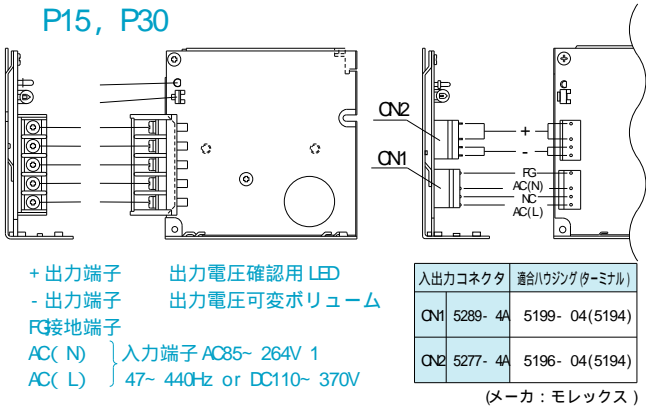 P15, P30
CN2
CN1
+
-
FG
AC(N)
NC
AC(L)
+ 出力端子 出力電圧確認用 LED
- 出力端子 出力電圧可変ボリューム
FG接地端子
AC( N) 入力端子 AC85~ 264V 1
AC( L) 47~ 440Hz or DC110~ 370V
入出力コネクタ 適合ハウジング(ターミナル)
CN1 5289- 4A 5199- 04(5194)
CN2 5277- 4A 5196- 04(5194)
(メーカ：モレックス )